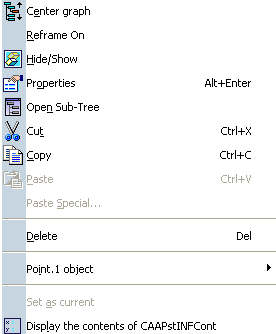 Center graph
Reframe On
Hide/Show
Properties Alt+Enter
Open Sub-Tree
Cut Ctrl+X
Copy Ctrl+C
Paste Ctrl+V
Paste Special...
Delete Del
Point.1 object
Set as current
Display the contents of CAAPstINFCont